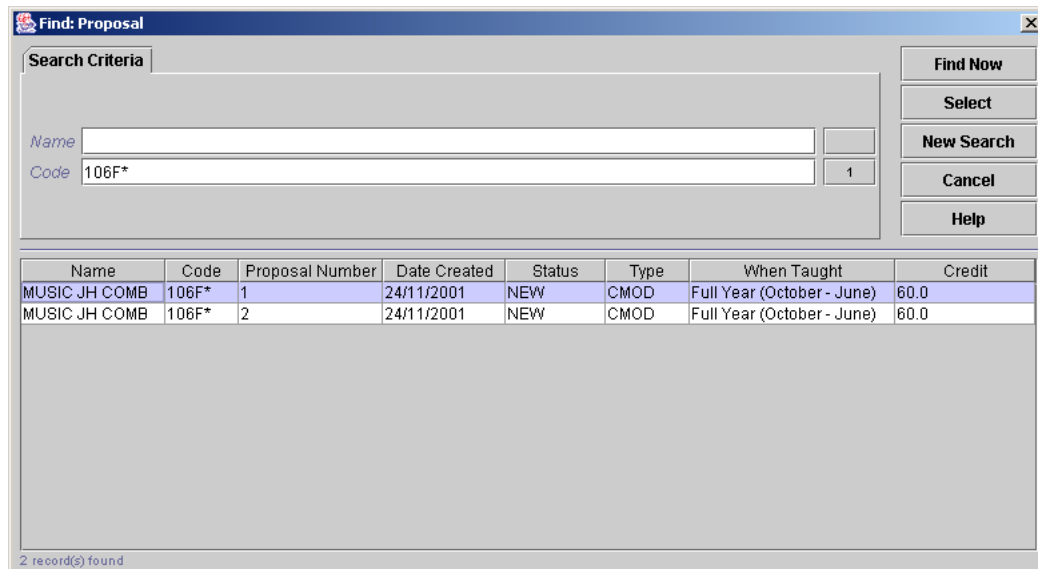 Find: Proposal
Search Criteria
Find Now
Select
Name
New Search
Code 106F* 1
Cancel
Help
Name Code Proposal Number Date Created Status Type When Taught Credit
MUSIC JH COMB 106F* 1 24/11/2001 NEW CMOD Full Year (October - June) 60.0
MUSIC JH COMB 106F* 2 24/11/2001 NEW CMOD Full Year (October - June) 60.0
2 record(s) found